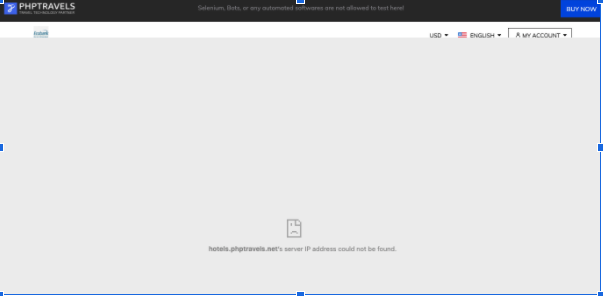 PHPTRAVELS
TRAVEL TECHNOLOGY PARTNER
Selenium, Bots, or any automated softwares are not allowed to test here!
BUY NOW
USD
ENGLISH
MY ACCOUNT
hotels.phptravels.net's server IP address could not be found.